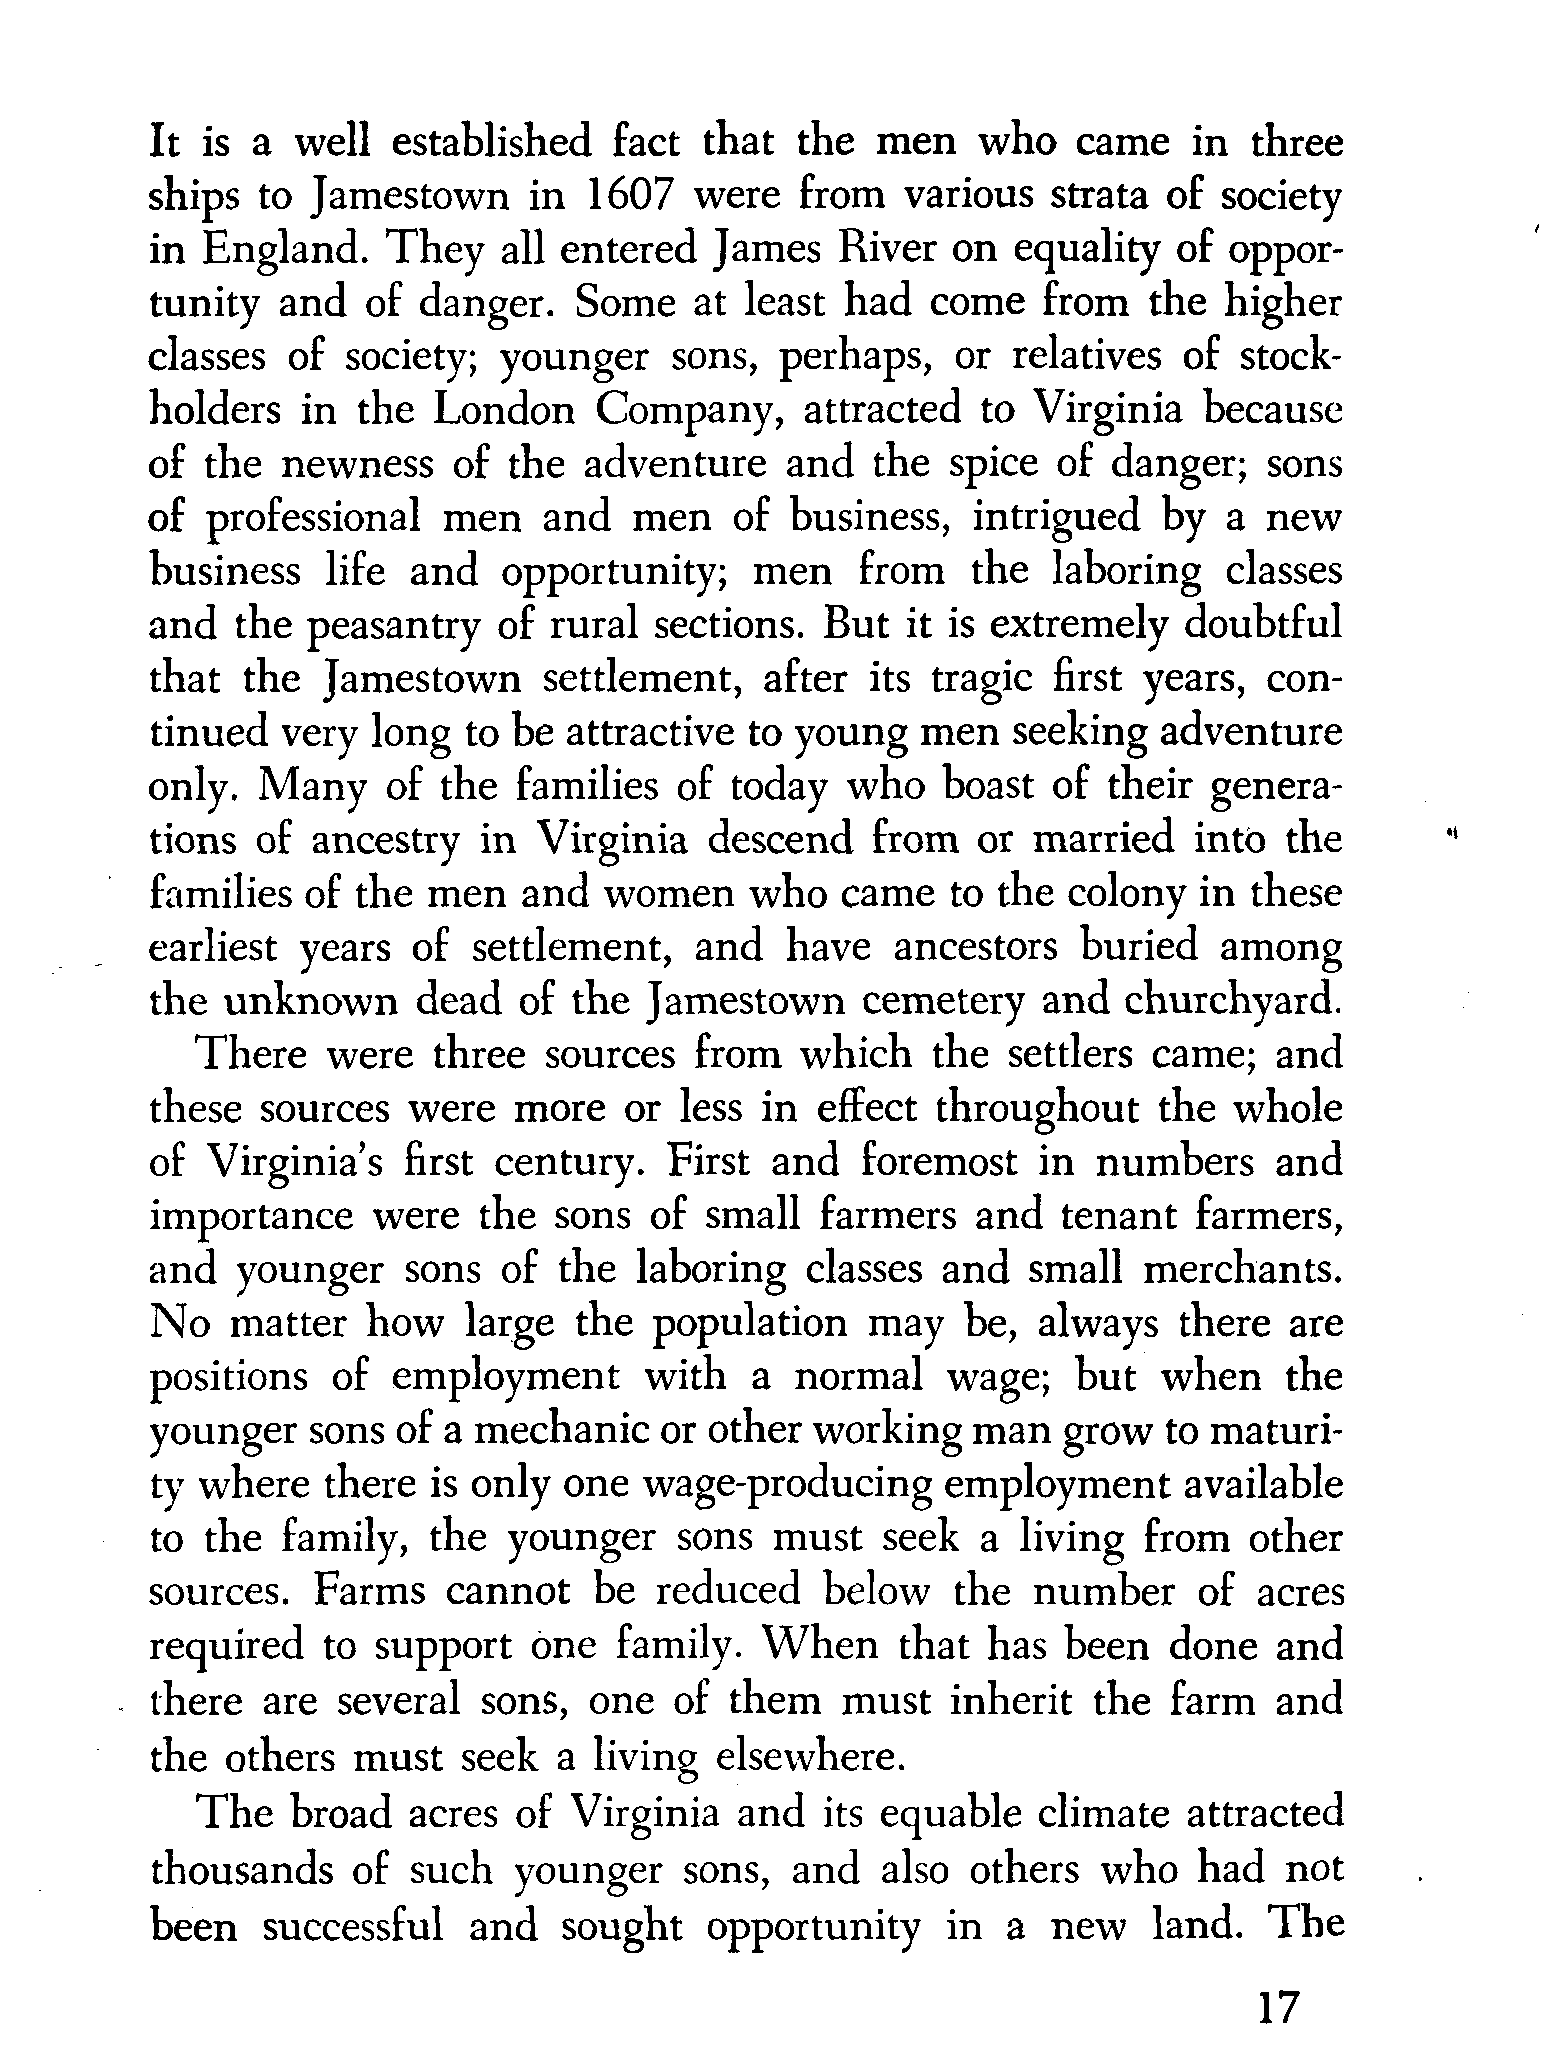 It is a well established fact that the men who came in three
ships to Jamestown in 1607 were from various strata of society
in England. They all entered James River on equality of oppor-
tunity and of danger. Some at least had come from the higher
classes of society; younger sons, perhaps, or relatives of stock-
holders in the London Company, attracted to Virginia because
of the newness of the adventure and the spice of danger; sons
of professional men and men of business, intrigued by a new
business life and opportunity; men from the laboring classes
and the peasantry of rural sections. But it is extremely doubtful
that the Jamestown settlement, after its tragic first years, con-
tinued very long to be attractive to young men seeking adventure
only. Many of the families of today who boast of their genera-
tions of ancestry in Virginia descend from or married into the
families of the men and women who came to the colony in these
earliest years of settlement, and have ancestors buried among
the unknown dead of the Jamestown cemetery and churchyard.
There were three sources from which the settlers came; and
these sources were more or less in effect throughout the whole
of Virginia's first century. First and foremost in numbers and
importance were the sons of small farmers and tenant farmers,
and younger sons of the laboring classes and small merchants.
No matter how large the population may be, always there are
positions of employment with a normal wage; but when the
younger sons of a mechanic or other working man grow to maturi-
ty where there is only one wage-producing employment available
to the family, the younger sons must seek a living from other
sources. Farms cannot be reduced below the number of acres
required to support one family. When that has been done and
there are several sons, one of them must inherit the farm and
the others must seek a living elsewhere.
The broad acres of Virginia and its equable climate attracted
thousands of such younger sons, and also others who had not
been successful and sought opportunity in a new land. The
17